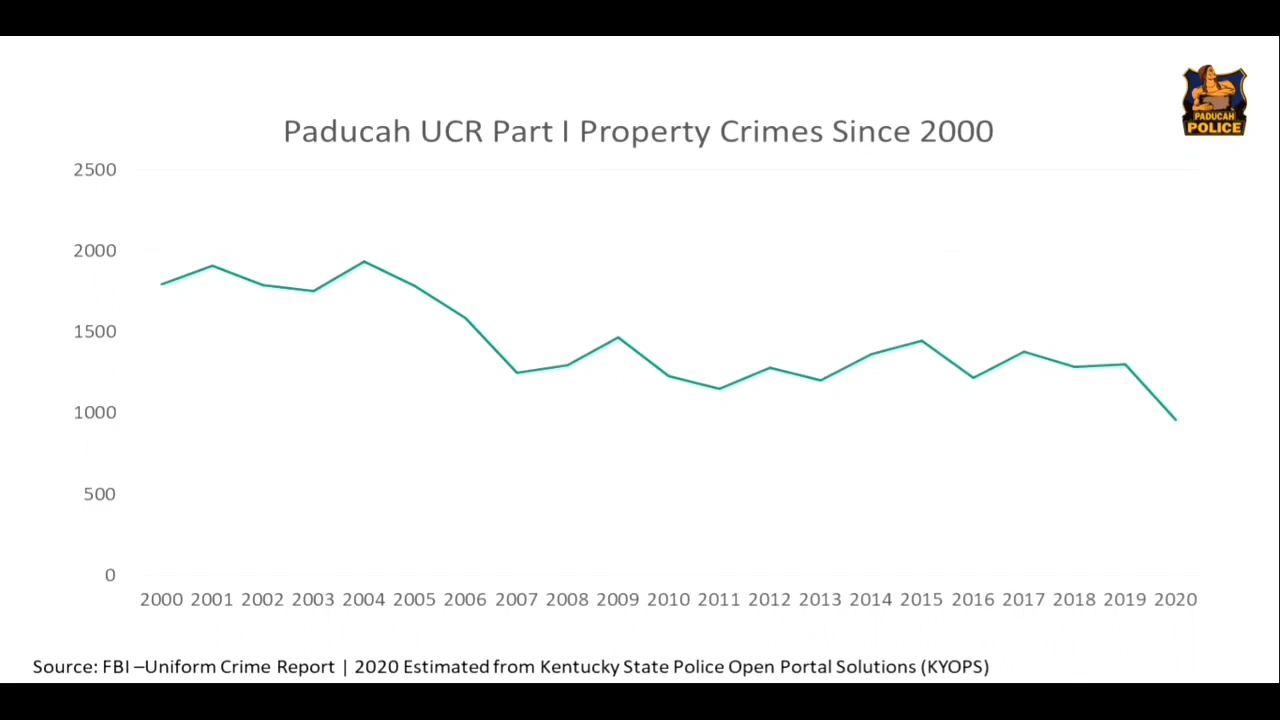 PADUCAH
POLICE
Paducah UCR Part I Property Crimes Since 2000
2500
2000
1500
1000
500
0
2000 2001 2002 2003 2004 2005 2006 2007 2008 2009 2010 2011 2012 2013 2014 2015 2016 2017 2018 2019 2020
Source: FBI –Uniform Crime Report | 2020 Estimated from Kentucky State Police Open Portal Solutions (KYOPS)